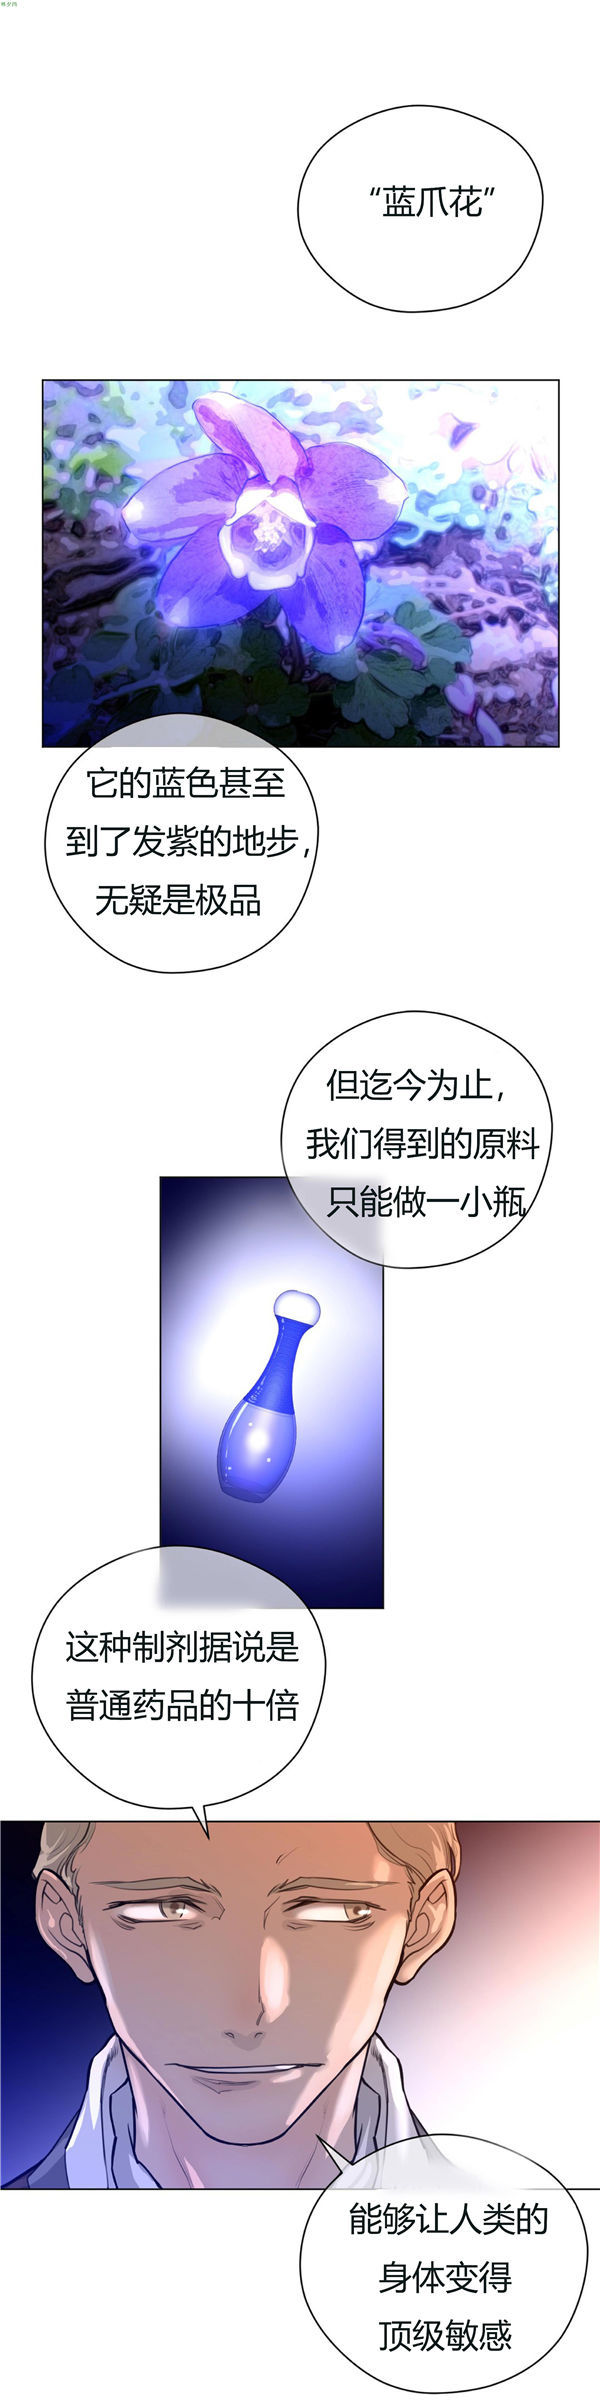 “蓝爪花”
它的蓝色甚至
到了发紫的地步，
无疑是极品
但迄今为止，
我们得到的原料
只能做一小瓶
这种制剂据说是
普通药品的十倍
能够让人类的
身体变得
顶级敏感